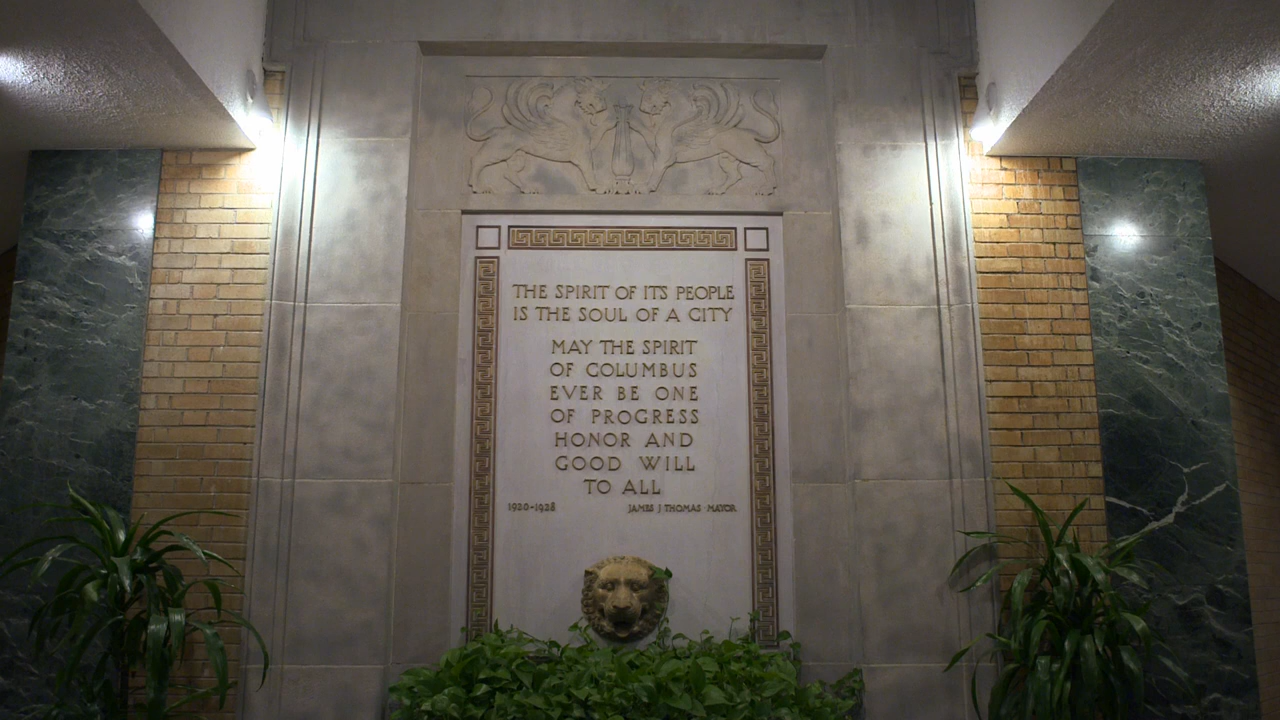 THE SPIRIT OF ITS PEOPLE
IS THE SOUL OF A CITY
MAY THE SPIRIT
OF COLUMBUS
EVER BE ONE
OF PROGRESS
HONOR AND
GOOD WILL
TO ALL
1920-1928 JAMES J THOMAS · MAYOR